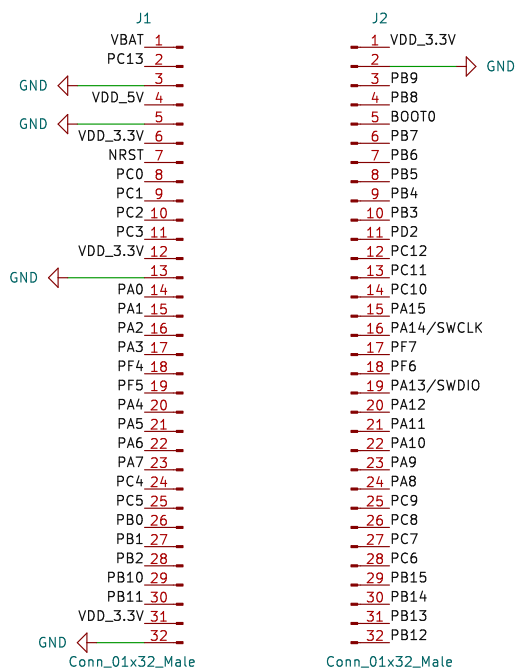 J1
VBAT 1
PC13 2
GND 3
VDD_5V 4
GND 5
VDD_3.3V 6
NRST 7
PC0 8
PC1 9
PC2 10
PC3 11
VDD_3.3V 12
GND 13
PA0 14
PA1 15
PA2 16
PA3 17
PF4 18
PF5 19
PA4 20
PA5 21
PA6 22
PA7 23
PC4 24
PC5 25
PB0 26
PB1 27
PB2 28
PB10 29
PB11 30
VDD_3.3V 31
GND 32
Conn_01x32_Male
J2
1 VDD_3.3V
2 GND
3 PB9
4 PB8
5 BOOT0
6 PB7
7 PB6
8 PB5
9 PB4
10 PB3
11 PD2
12 PC12
13 PC11
14 PC10
15 PA15
16 PA14/SWCLK
17 PF7
18 PF6
19 PA13/SWDIO
20 PA12
21 PA11
22 PA10
23 PA9
24 PA8
25 PC9
26 PC8
27 PC7
28 PC6
29 PB15
30 PB14
31 PB13
32 PB12
Conn_01x32_Male